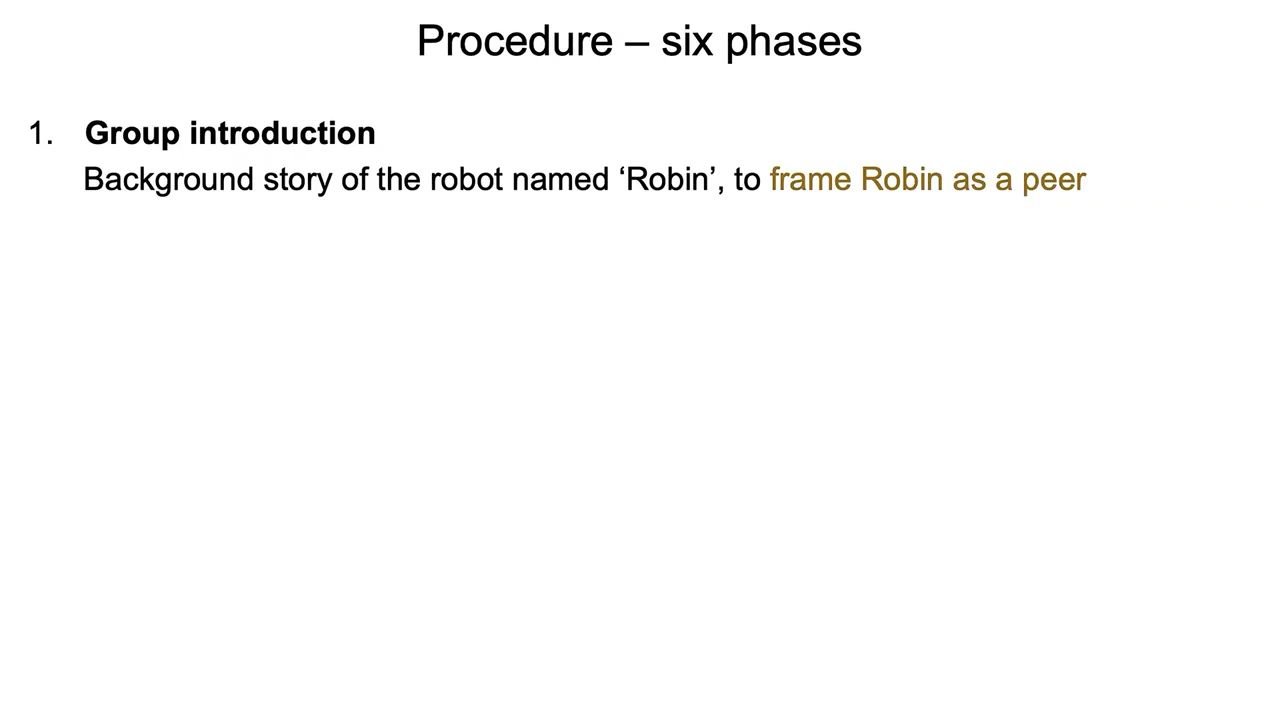 Procedure – six phases
1. Group introduction
Background story of the robot named ‘Robin’, to frame Robin as a peer